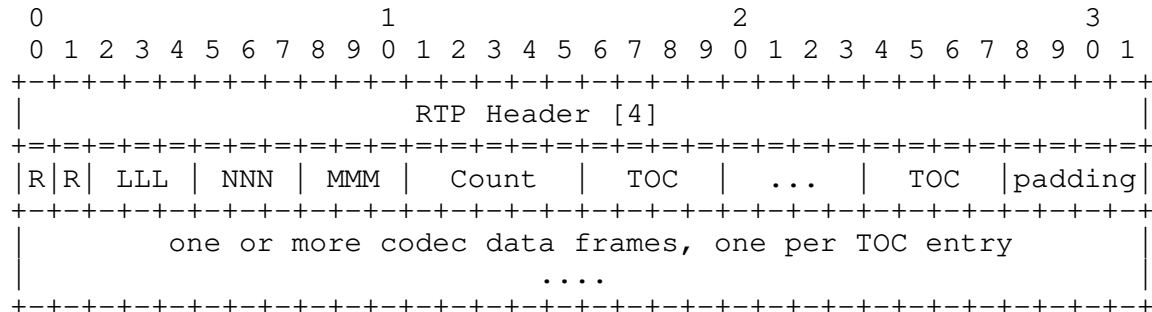 0                   1                   2                   3
 0 1 2 3 4 5 6 7 8 9 0 1 2 3 4 5 6 7 8 9 0 1 2 3 4 5 6 7 8 9 0 1
+-+-+-+-+-+-+-+-+-+-+-+-+-+-+-+-+-+-+-+-+-+-+-+-+-+-+-+-+-+-+-+-+
|                      RTP Header [4]                           |
+=+=+=+=+=+=+=+=+=+=+=+=+=+=+=+=+=+=+=+=+=+=+=+=+=+=+=+=+=+=+=+=+
|R|R| LLL | NNN | MMM |  Count  |  TOC  |  ...  |  TOC  |padding|
+-+-+-+-+-+-+-+-+-+-+-+-+-+-+-+-+-+-+-+-+-+-+-+-+-+-+-+-+-+-+-+-+
|        one or more codec data frames, one per TOC entry       |
|                             ....                              |
+-+-+-+-+-+-+-+-+-+-+-+-+-+-+-+-+-+-+-+-+-+-+-+-+-+-+-+-+-+-+-+-+